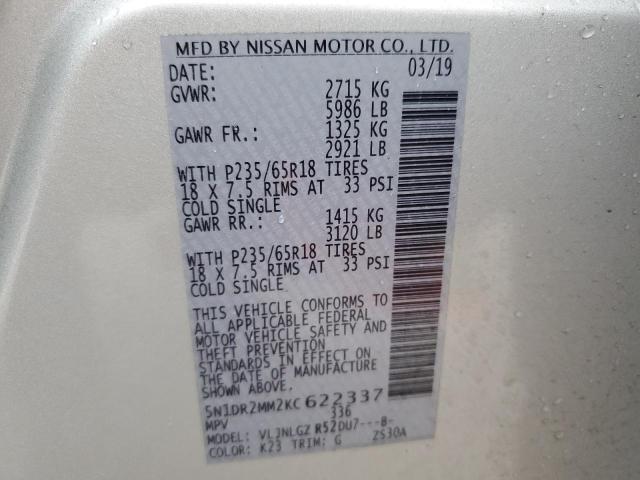 MFD BY NISSAN MOTOR CO., LTD.
DATE: 03/19
GVWR: 2715 KG
5986 LB
GAWR FR.: 1325 KG
2921 LB
WITH P235/65R18 TIRES
18 X 7.5 RIMS AT 33 PSI
COLD SINGLE
GAWR RR.: 1415 KG
3120 LB
WITH P235/65R18 TIRES
18 X 7.5 RIMS AT 33 PSI
COLD SINGLE
THIS VEHICLE CONFORMS TO
ALL APPLICABLE FEDERAL
MOTOR VEHICLE SAFETY AND
THEFT PREVENTION
STANDARDS IN EFFECT ON
THE DATE OF MANUFACTURE
SHOWN ABOVE.
5N1DR2MM2KC622337
MPV 336
MODEL: VLJNLGZ R52DU7---B-
COLOR: K23 TRIM: G ZS30A